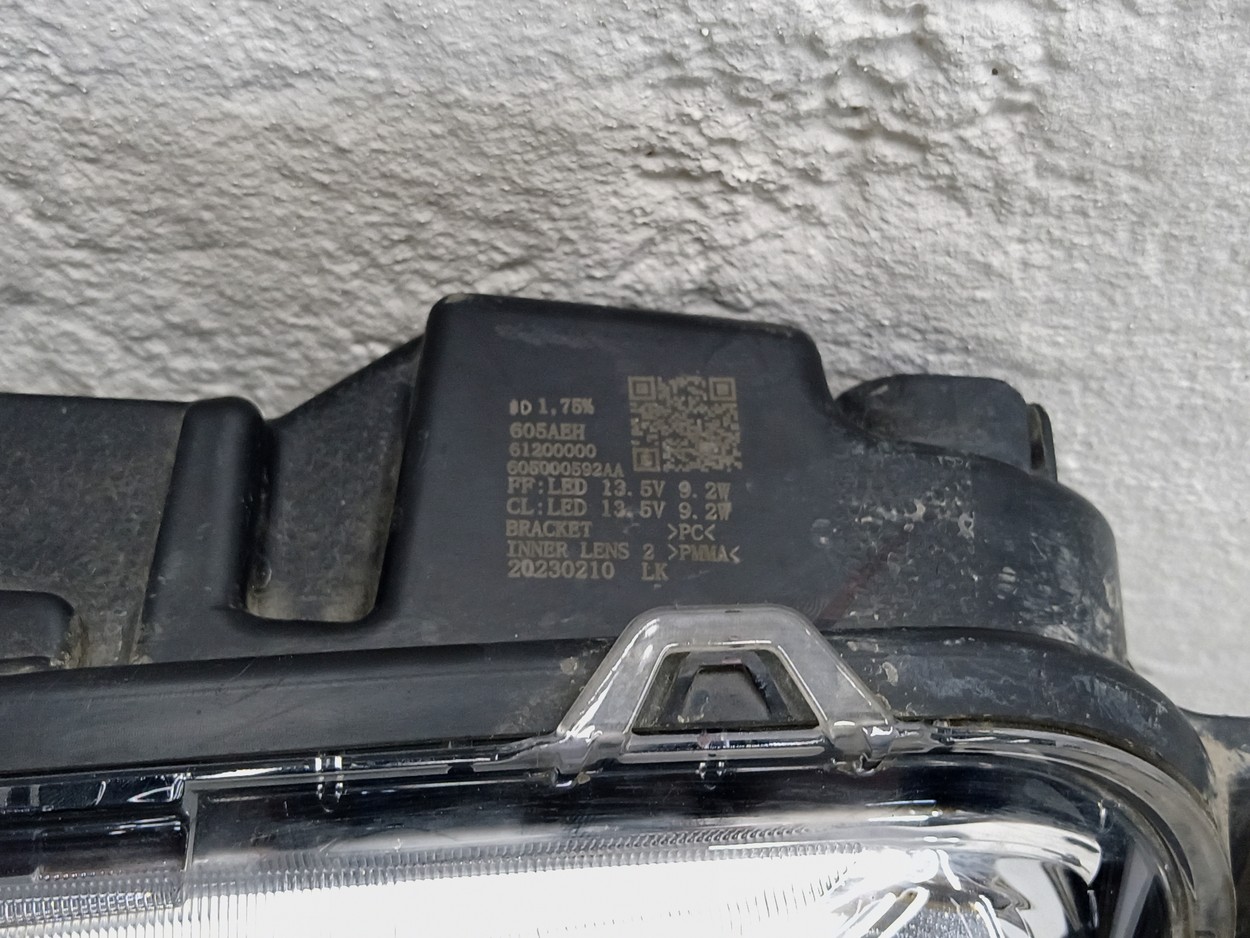 D 1.75%
605AEH
61200000
605000592AA
FF:LED 13.5V 9.2W
CL:LED 13.5V 9.2W
BRACKET >PC<
INNER LENS 2 >PMMA<
20230210 LK